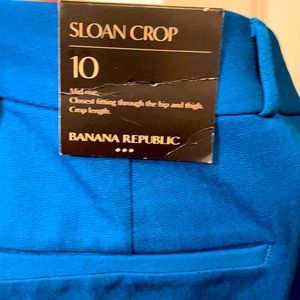 SLOAN CROP
10
Mid rise.
Closest fitting through the hip and thigh.
Crop length.
BANANA REPUBLIC